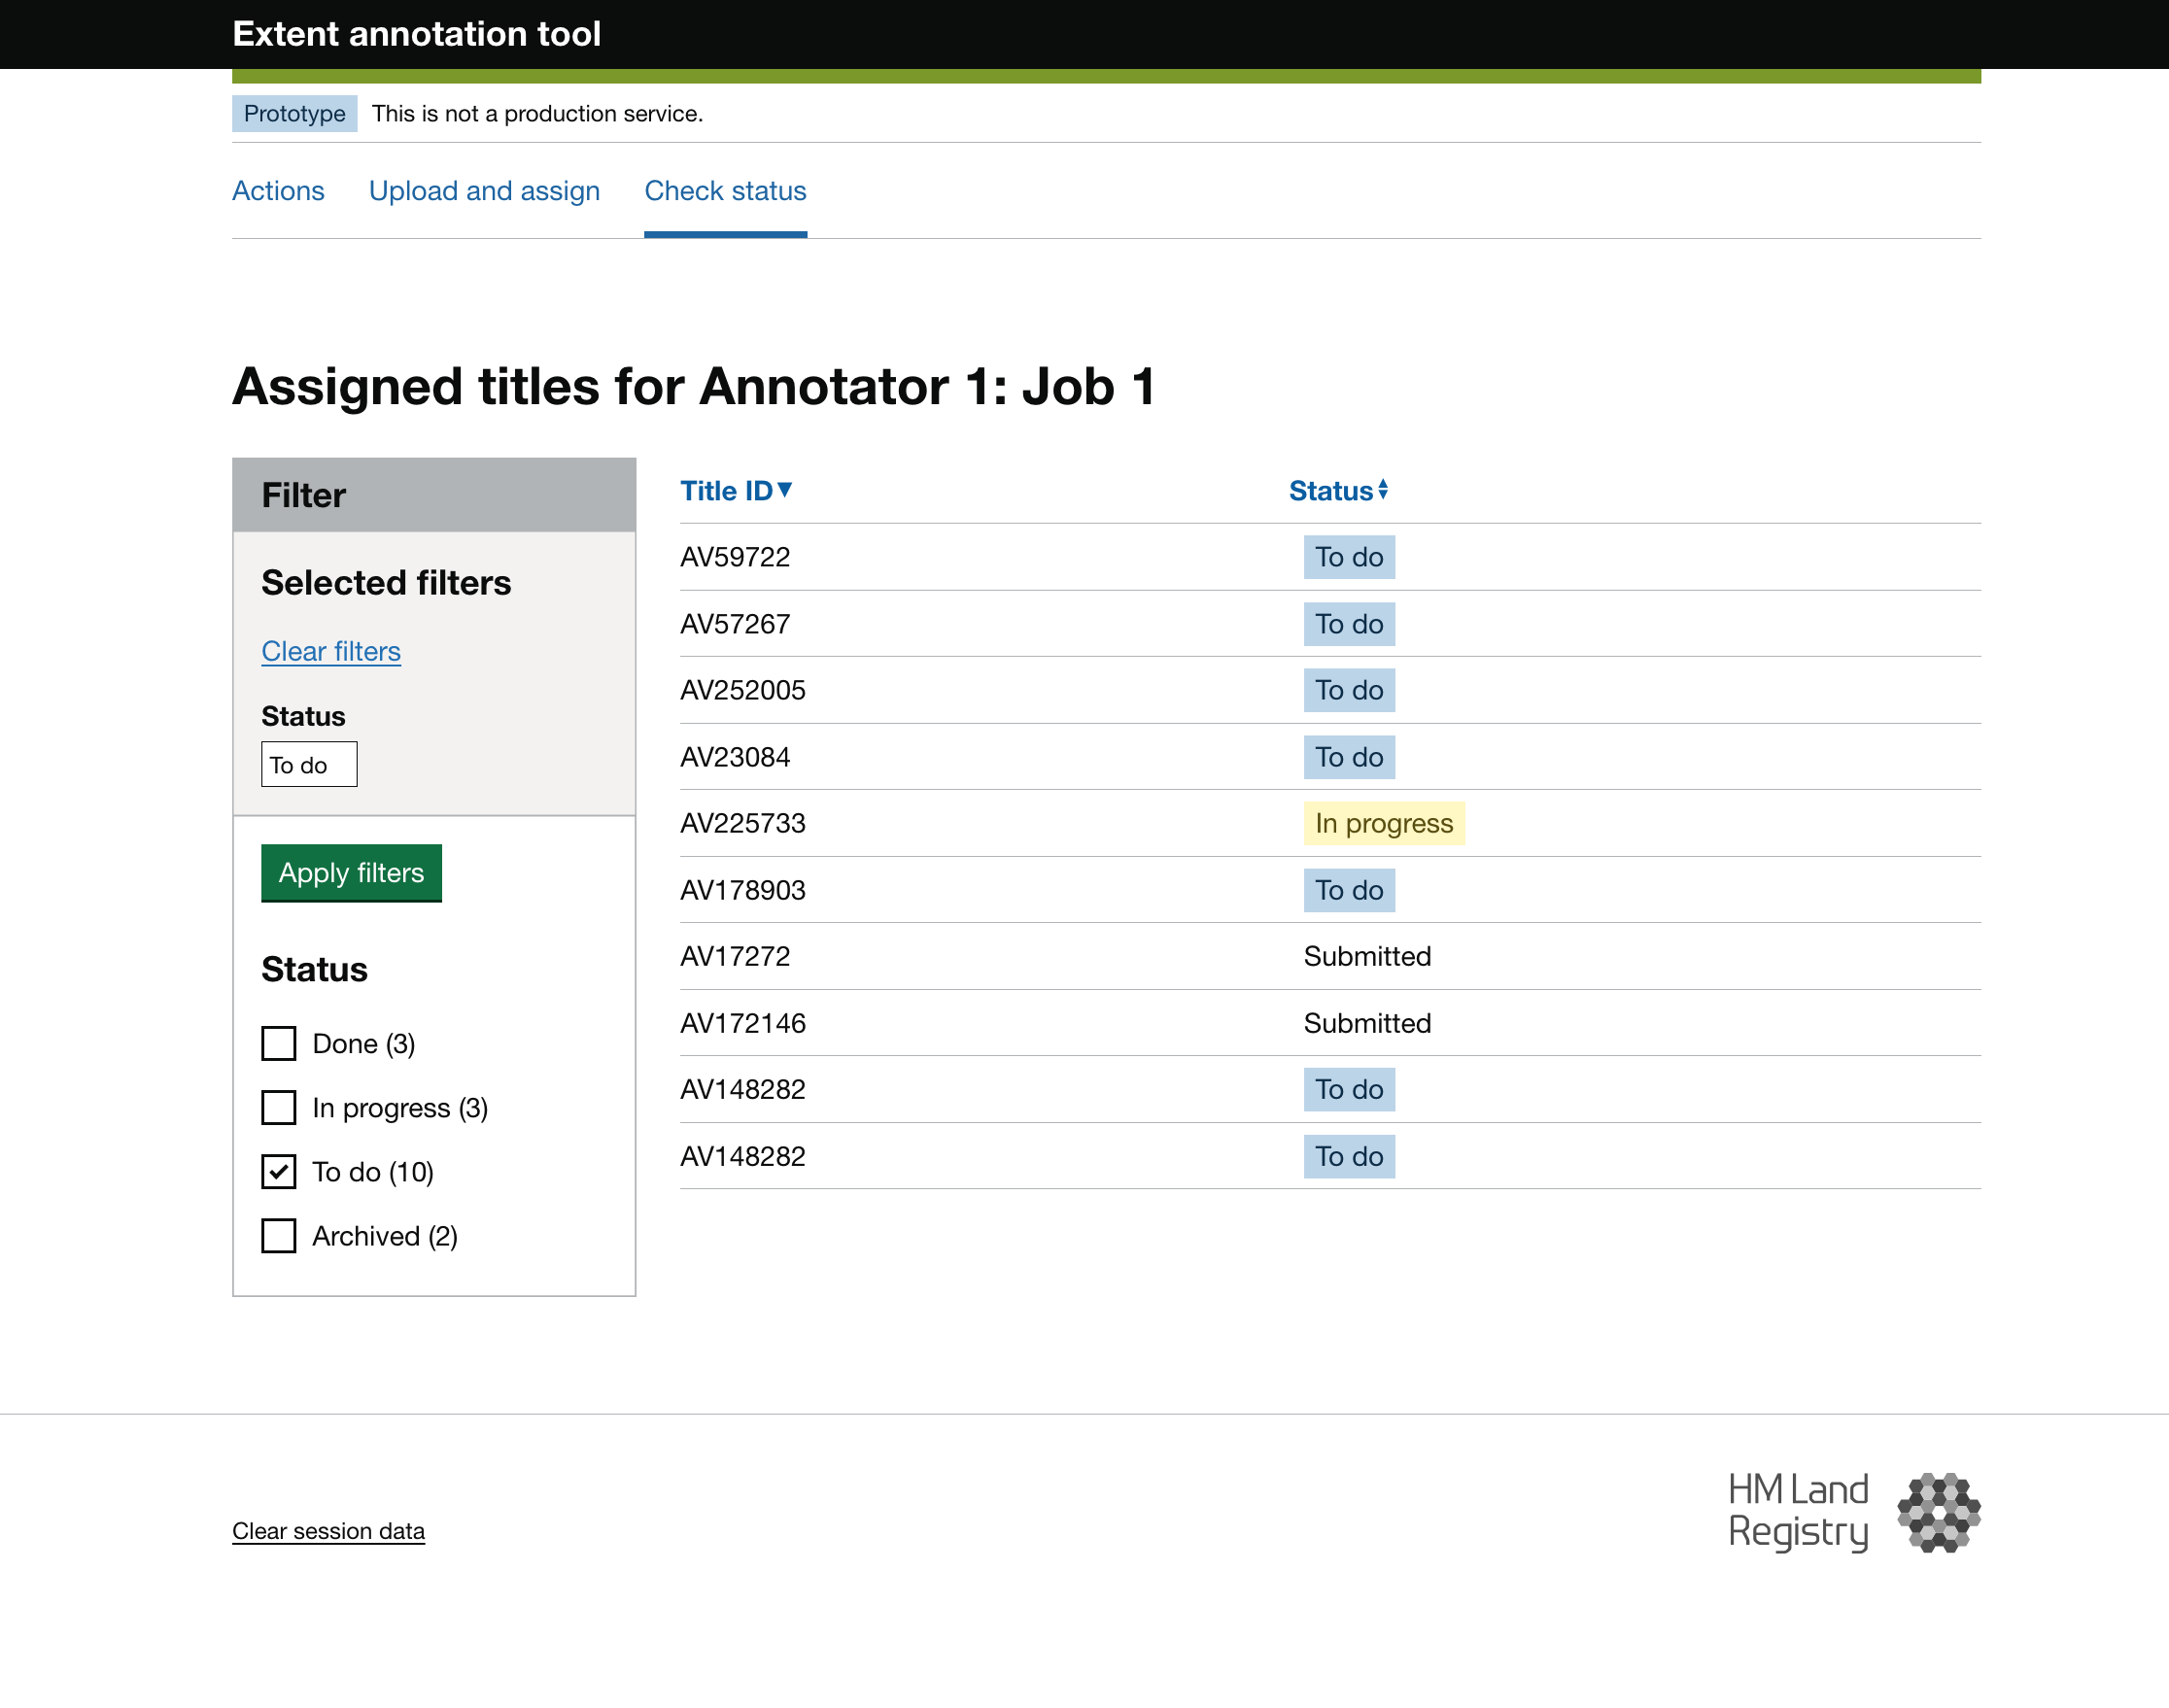 Extent annotation tool
Prototype This is not a production service.
Actions Upload and assign Check status
Assigned titles for Annotator 1: Job 1
Filter
Selected filters
Clear filters
Status
To do
Apply filters
Status
Done (3)
In progress (3)
To do (10)
Archived (2)
Title ID▼ Status
AV59722 To do
AV57267 To do
AV252005 To do
AV23084 To do
AV225733 In progress
AV178903 To do
AV17272 Submitted
AV172146 Submitted
AV148282 To do
AV148282 To do
Clear session data
HM Land
Registry